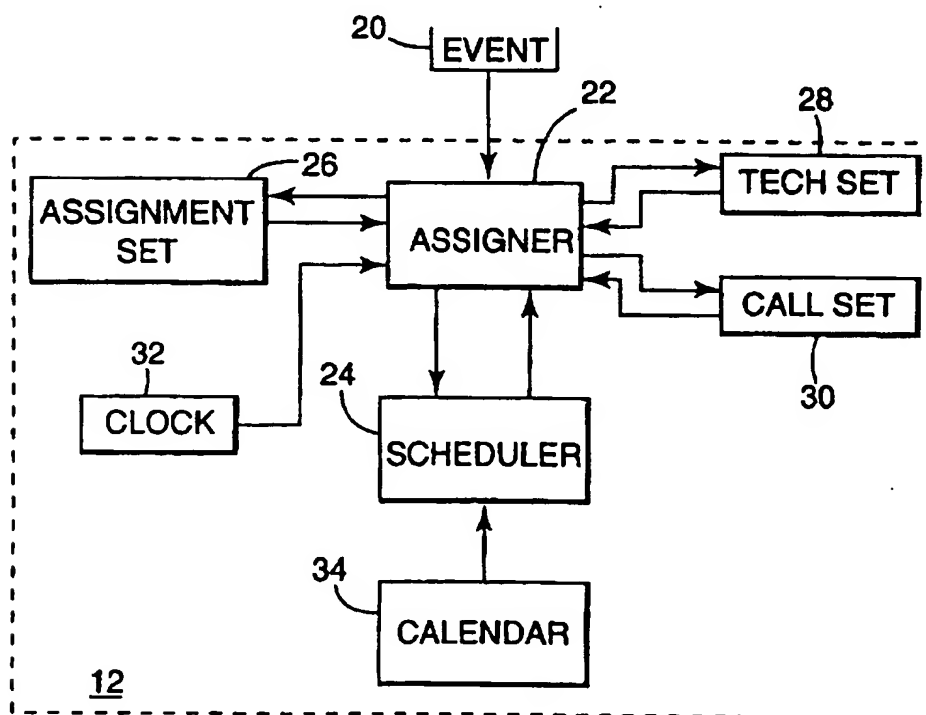 20
EVENT
22
28
26
ASSIGNMENT
SET
ASSIGNER
TECH SET
CALL SET
30
32
CLOCK
24
SCHEDULER
34
CALENDAR
12